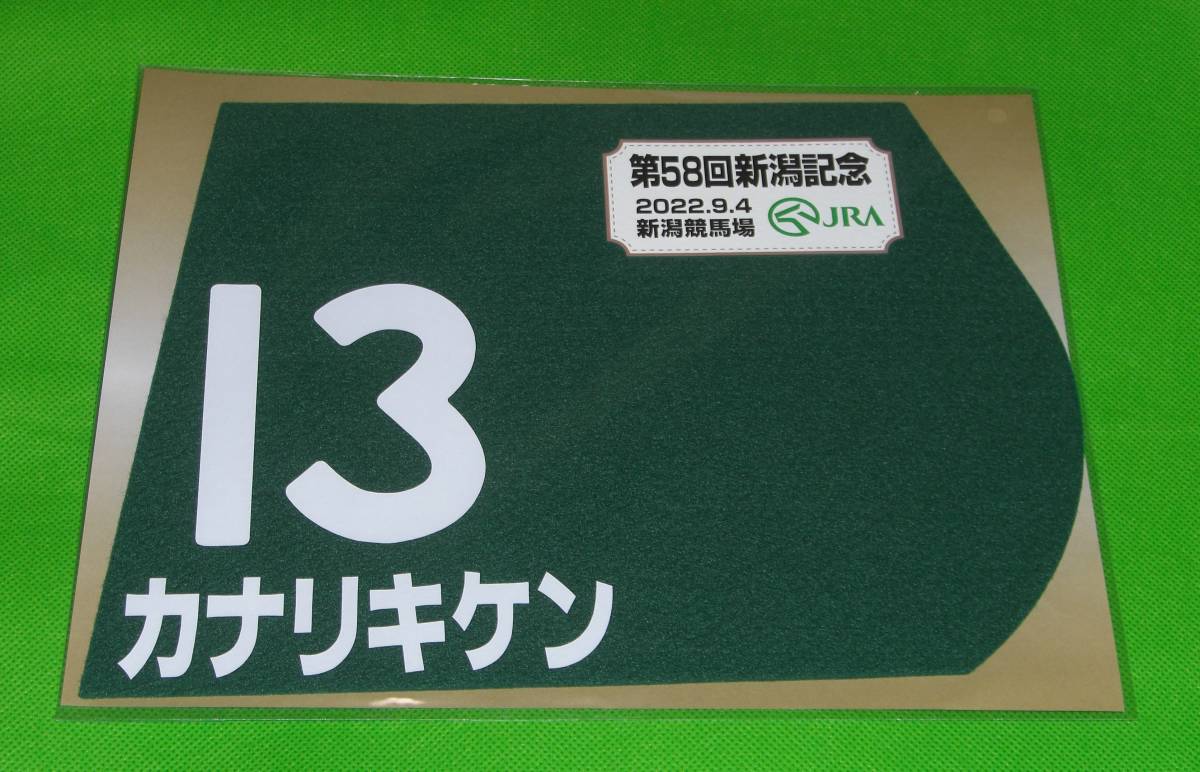 第58回新潟記念
2022.9.4
新潟競馬場
JRA
13
カナリキケン